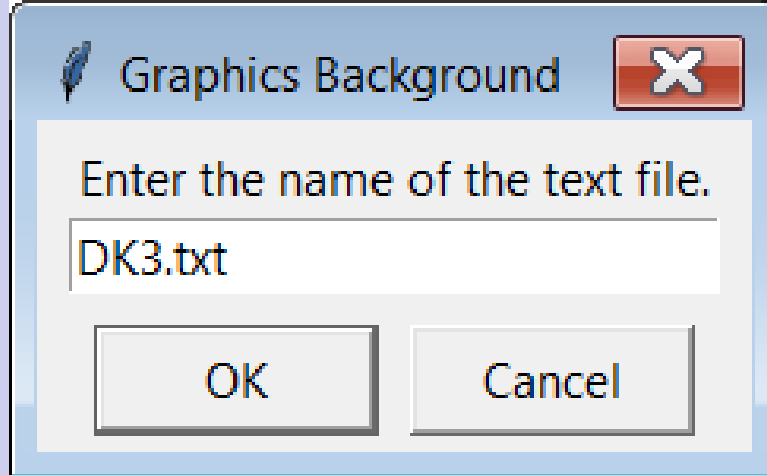 Graphics Background
Enter the name of the text file.
DK3.txt
OK Cancel